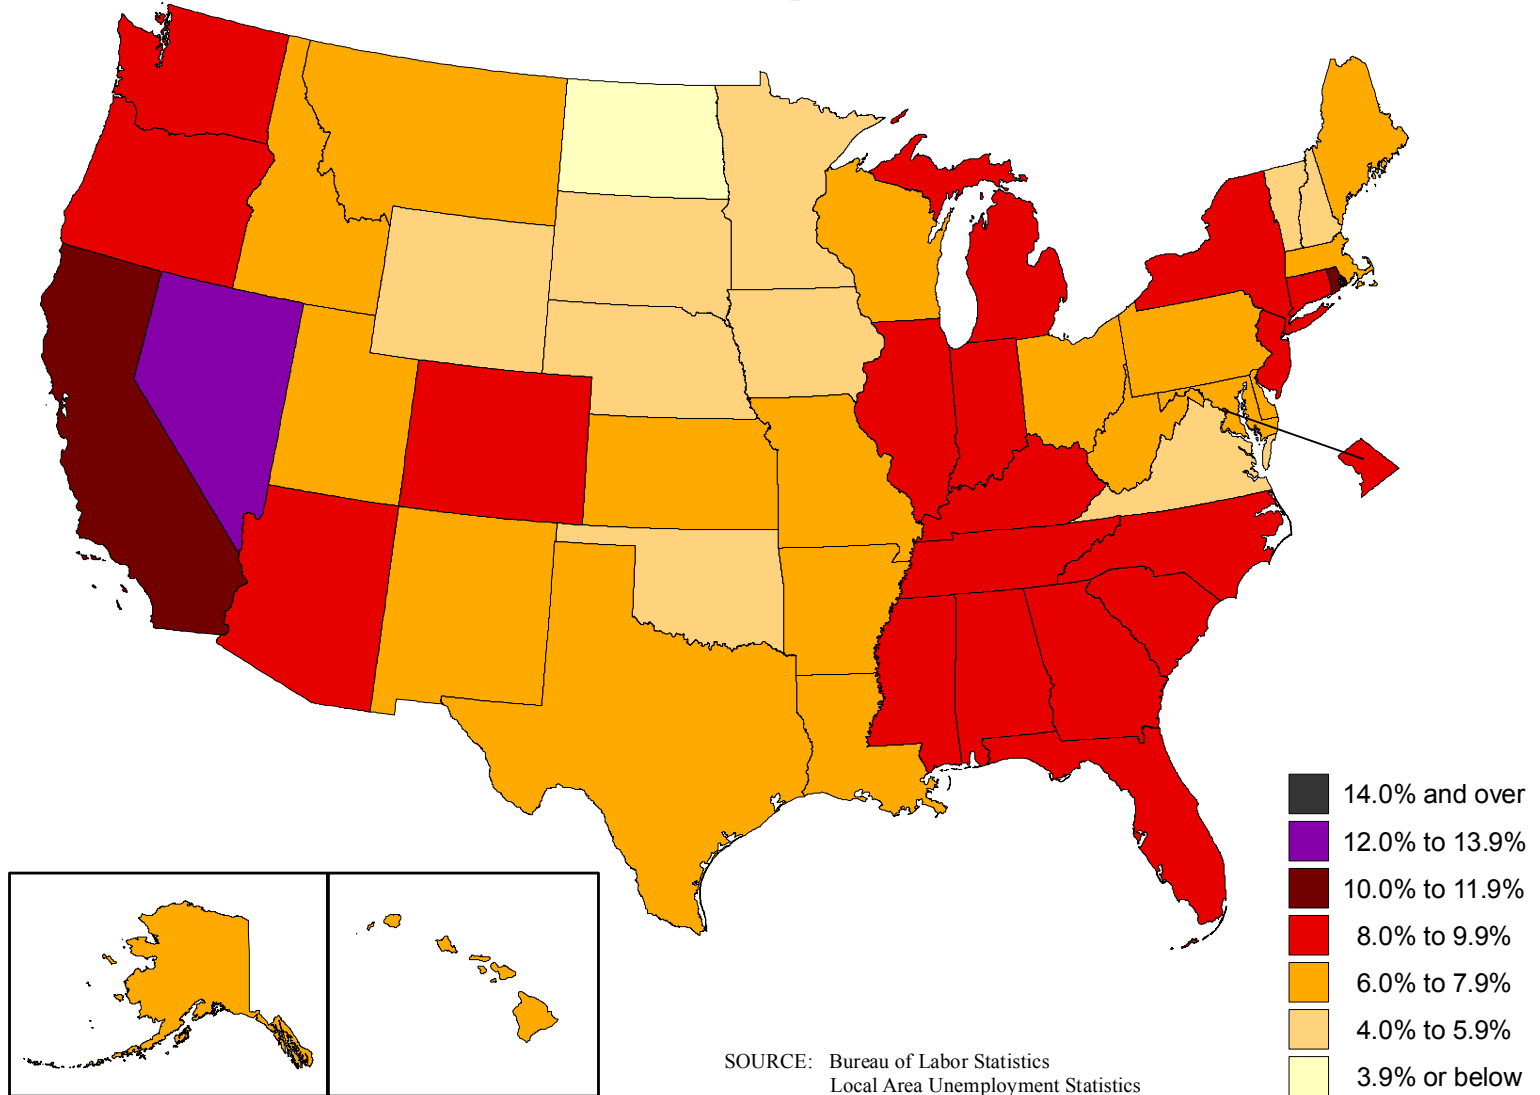 14.0% and over
12.0% to 13.9%
10.0% to 11.9%
8.0% to 9.9%
6.0% to 7.9%
4.0% to 5.9%
3.9% or below
SOURCE: Bureau of Labor Statistics
Local Area Unemployment Statistics